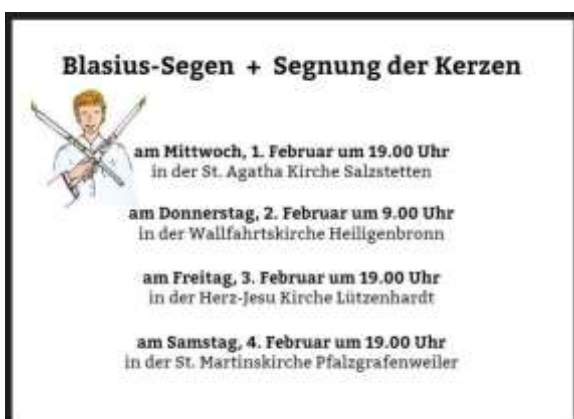 Blasius-Segen + Segnung der Kerzen
am Mittwoch, 1. Februar um 19.00 Uhr
in der St. Agatha Kirche Salzstetten
am Donnerstag, 2. Februar um 9.00 Uhr
in der Wallfahrtskirche Heiligenbronn
am Freitag, 3. Februar um 19.00 Uhr
in der Herz-Jesu Kirche Lützenhardt
am Samstag, 4. Februar um 19.00 Uhr
in der St. Martinskirche Pfalzgrafenweiler